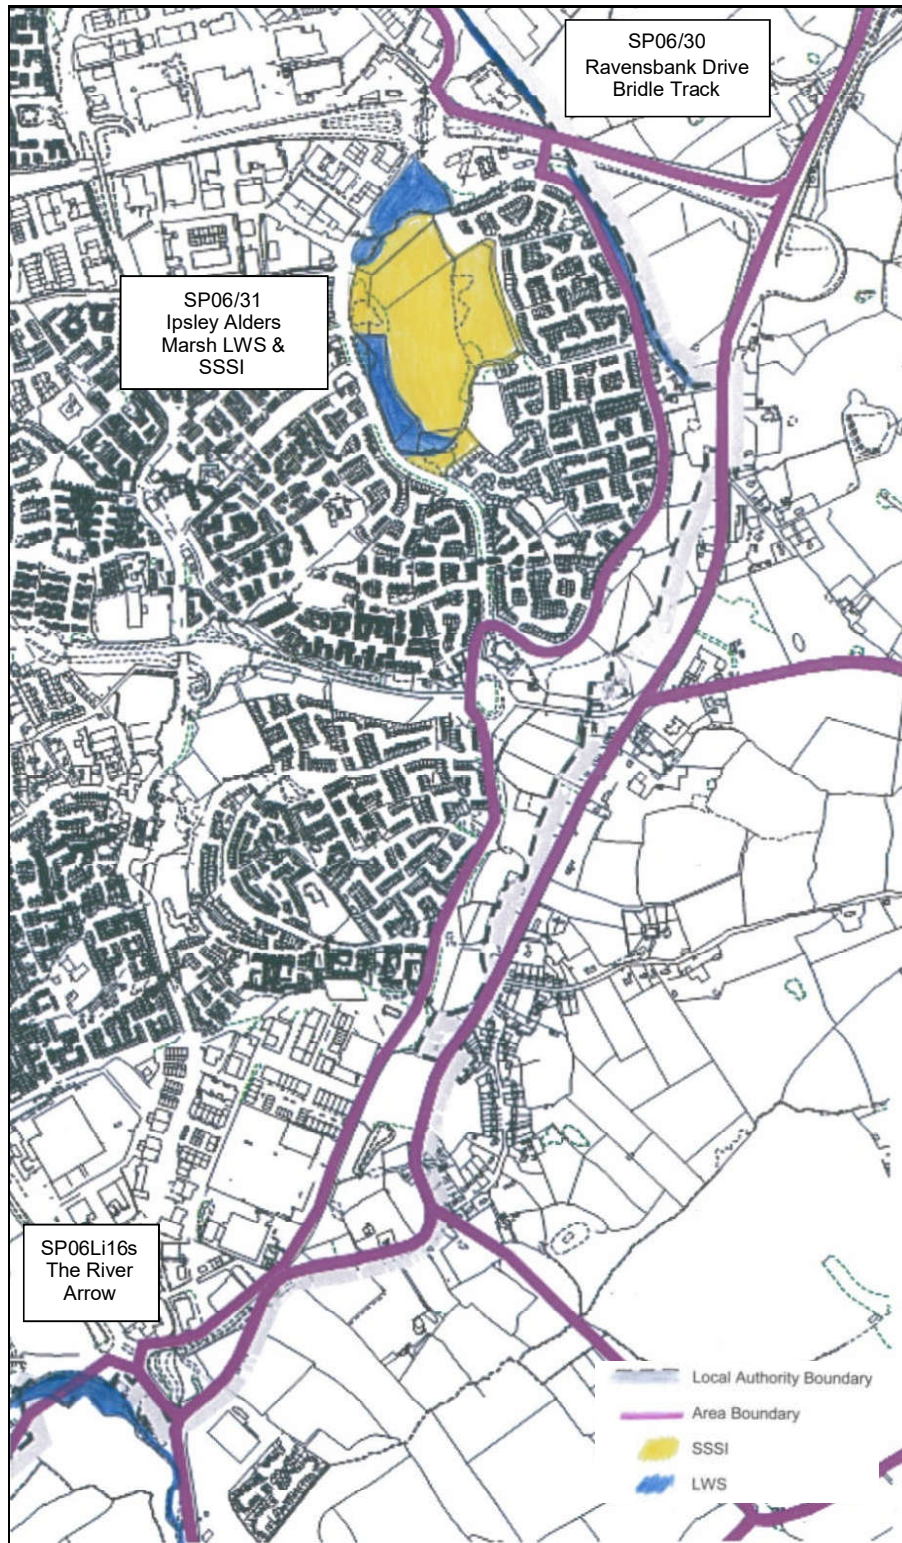 SP06/30
Ravensbank Drive
Bridle Track
SP06/31
Ipsley Alders
Marsh LWS &
SSSI
SP06Li16s
The River
Arrow
Local Authority Boundary
Area Boundary
SSSI
LWS